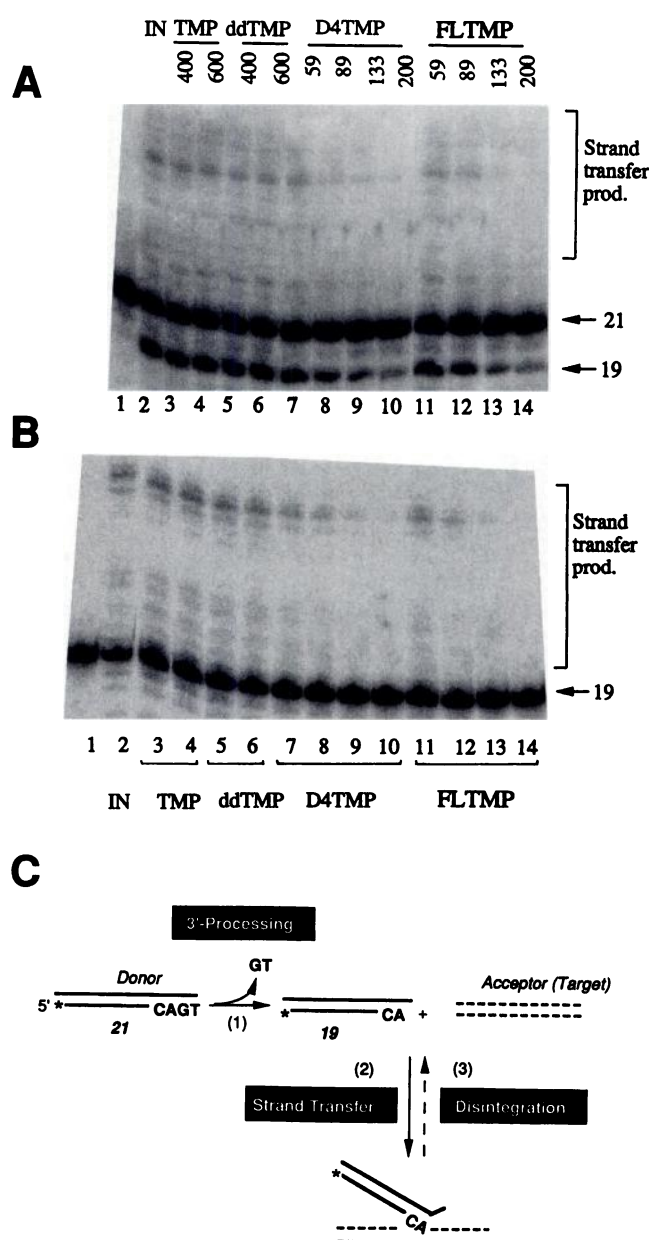 IN TMP ddTMP D4TMP FLTMP
400 600 400 600 59 89 133 200 59 89 133 200
A
Strand
transfer
prod.
21
19
1 2 3 4 5 6 7 8 9 10 11 12 13 14
B
Strand
transfer
prod.
19
1 2 3 4 5 6 7 8 9 10 11 12 13 14
IN TMP ddTMP D4TMP FLTMP
C
3'-Processing
GT
Donor
Acceptor (Target)
5' * CAGT
(1)
* CA +
21
19
(2) (3)
Strand Transfer
Disintegration
*
CA